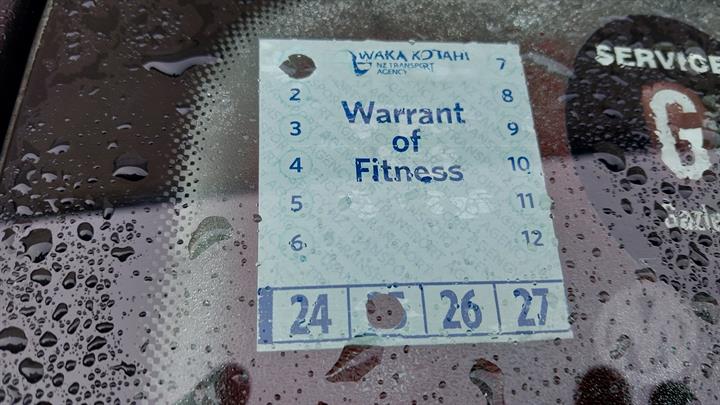 WAKA KOTAHI
NZ TRANSPORT
AGENCY
7
2
8
Warrant
3
9
of
4
10
Fitness
5
11
6
12
24
26
27
SERVICE
G